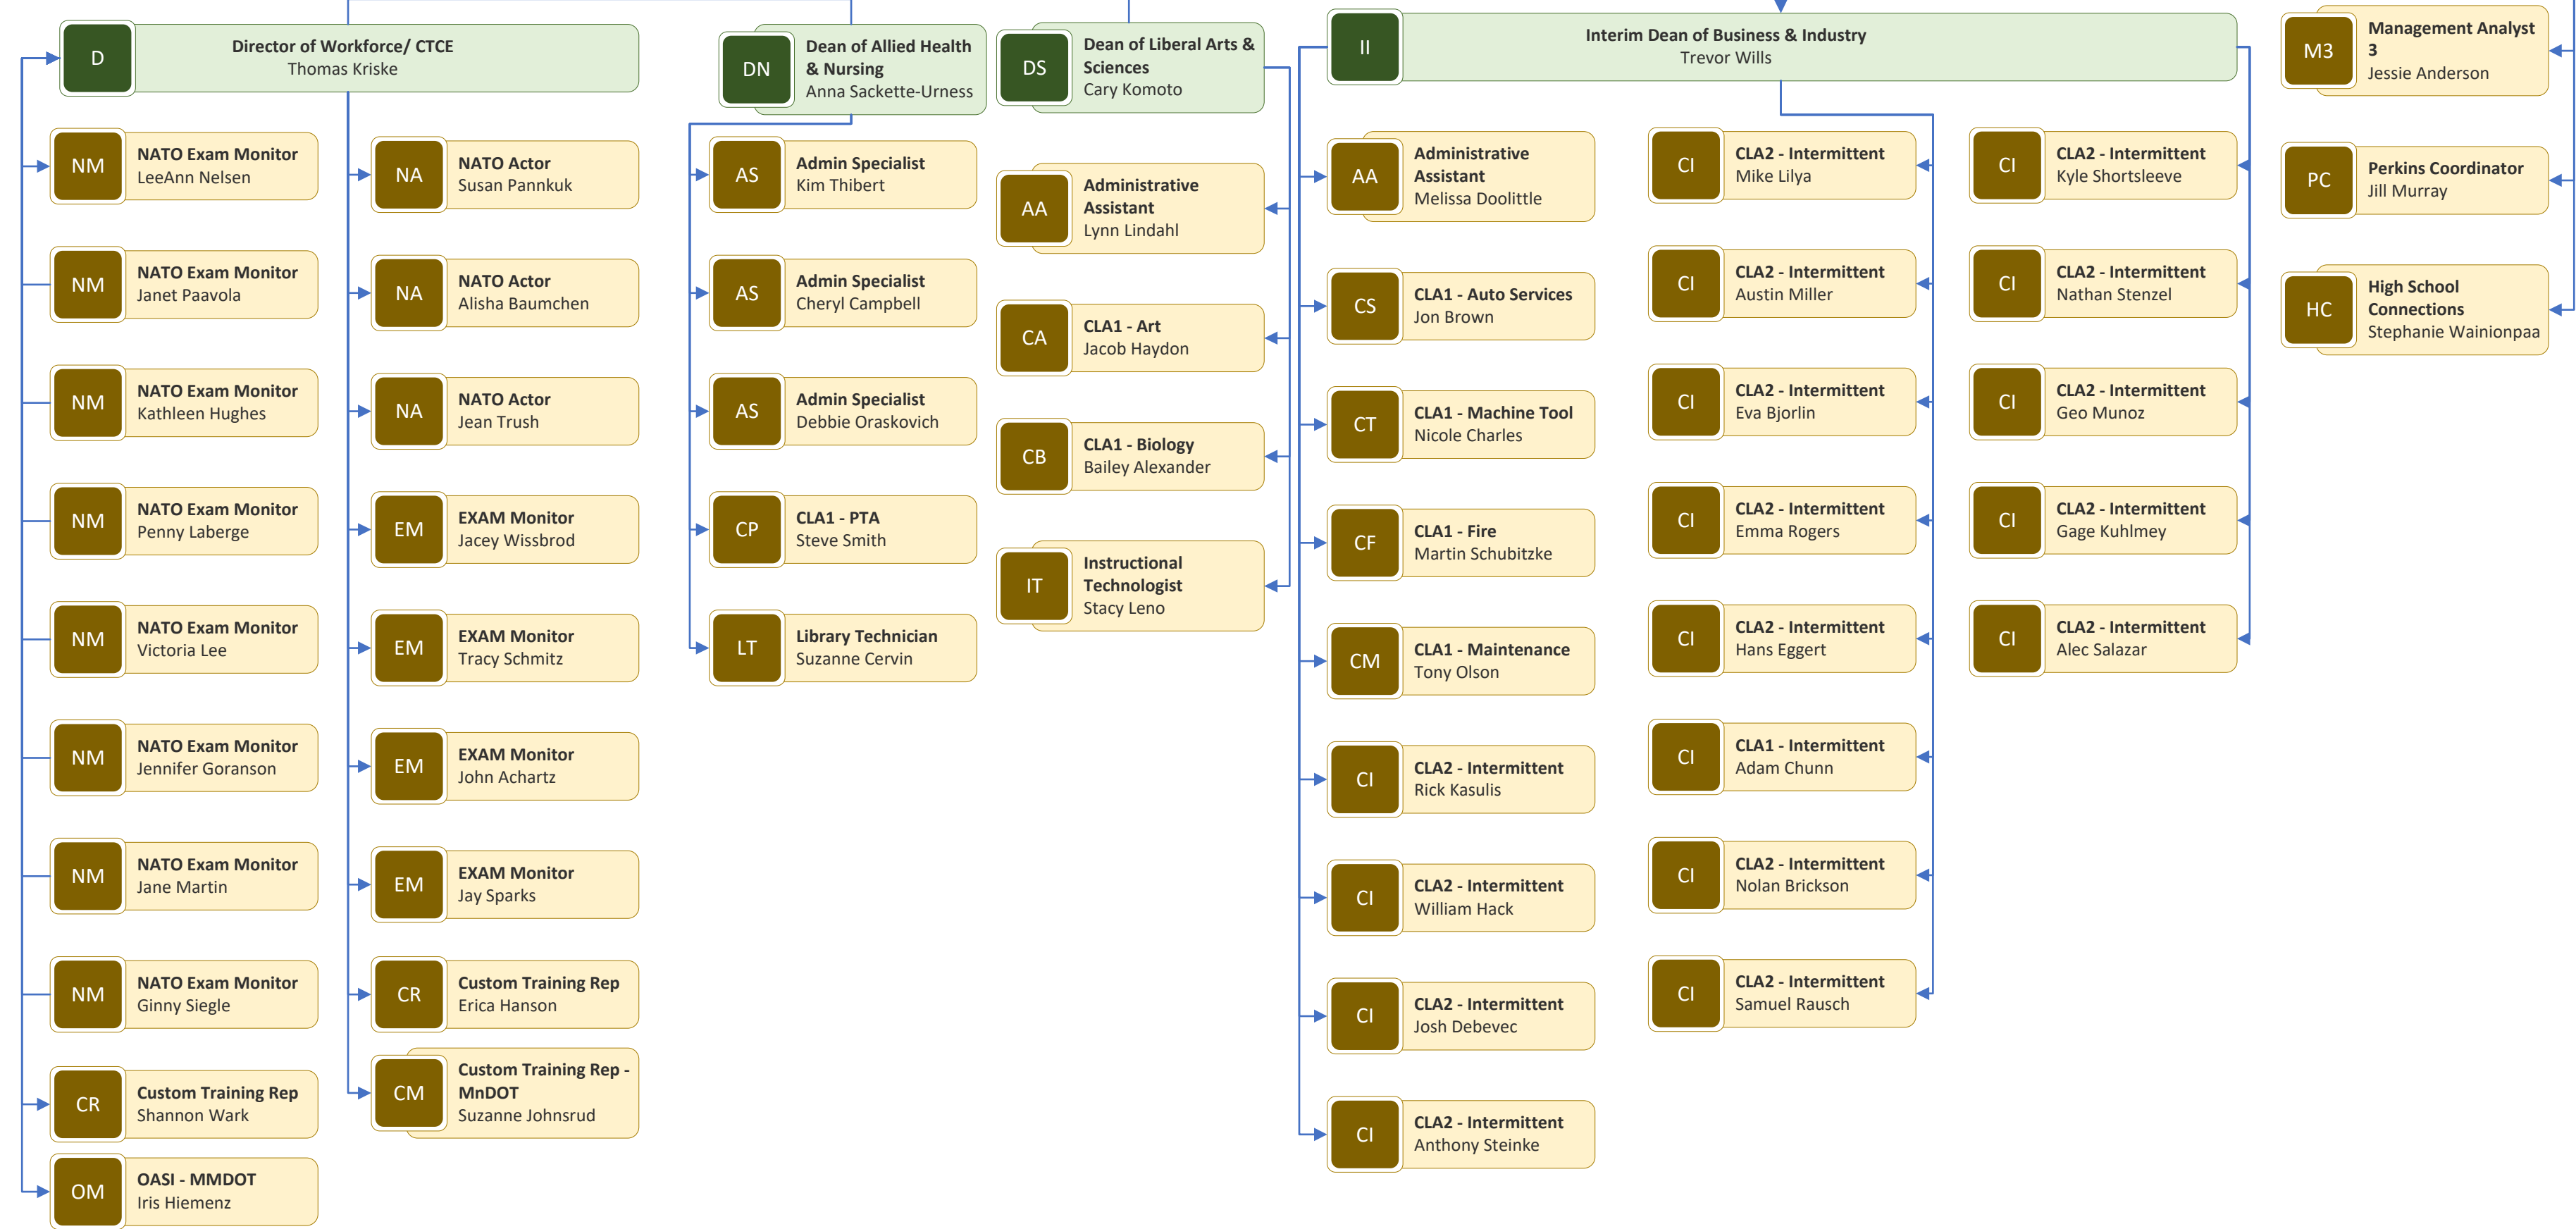 D
Director of Workforce/ CTCE
Thomas Kriske
NM
NATO Exam Monitor
LeeAnn Nelsen
NM
NATO Exam Monitor
Janet Paavola
NM
NATO Exam Monitor
Kathleen Hughes
NM
NATO Exam Monitor
Penny Laberge
NM
NATO Exam Monitor
Victoria Lee
NM
NATO Exam Monitor
Jennifer Goranson
NM
NATO Exam Monitor
Jane Martin
NM
NATO Exam Monitor
Ginny Siegle
CR
Custom Training Rep
Shannon Wark
OM
OASI - MMDOT
Iris Hiemenz
NA
NATO Actor
Susan Pannkuk
NA
NATO Actor
Alisha Baumchen
NA
NATO Actor
Jean Trush
EM
EXAM Monitor
Jacey Wissbrod
EM
EXAM Monitor
Tracy Schmitz
EM
EXAM Monitor
John Achartz
EM
EXAM Monitor
Jay Sparks
CR
Custom Training Rep
Erica Hanson
CM
Custom Training Rep -
MnDOT
Suzanne Johnsrud
DN
Dean of Allied Health
& Nursing
Anna Sackette-Urness
AS
Admin Specialist
Kim Thibert
AS
Admin Specialist
Cheryl Campbell
AS
Admin Specialist
Debbie Oraskovich
CP
CLA1 - PTA
Steve Smith
LT
Library Technician
Suzanne Cervin
DS
Dean of Liberal Arts &
Sciences
Cary Komoto
AA
Administrative
Assistant
Lynn Lindahl
CA
CLA1 - Art
Jacob Haydon
CB
CLA1 - Biology
Bailey Alexander
IT
Instructional
Technologist
Stacy Leno
II
Interim Dean of Business & Industry
Trevor Wills
AA
Administrative
Assistant
Melissa Doolittle
CS
CLA1 - Auto Services
Jon Brown
CT
CLA1 - Machine Tool
Nicole Charles
CF
CLA1 - Fire
Martin Schubitzke
CM
CLA1 - Maintenance
Tony Olson
CI
CLA2 - Intermittent
Rick Kasulis
CI
CLA2 - Intermittent
William Hack
CI
CLA2 - Intermittent
Josh Debevec
CI
CLA2 - Intermittent
Anthony Steinke
CI
CLA2 - Intermittent
Mike Lilya
CI
CLA2 - Intermittent
Austin Miller
CI
CLA2 - Intermittent
Eva Bjorlin
CI
CLA2 - Intermittent
Emma Rogers
CI
CLA2 - Intermittent
Hans Eggert
CI
CLA1 - Intermittent
Adam Chunn
CI
CLA2 - Intermittent
Nolan Brickson
CI
CLA2 - Intermittent
Samuel Rausch
CI
CLA2 - Intermittent
Kyle Shortsleeve
CI
CLA2 - Intermittent
Nathan Stenzel
CI
CLA2 - Intermittent
Geo Munoz
CI
CLA2 - Intermittent
Gage Kuhlmey
CI
CLA2 - Intermittent
Alec Salazar
M3
Management Analyst
3
Jessie Anderson
PC
Perkins Coordinator
Jill Murray
HC
High School
Connections
Stephanie Wainionpaa